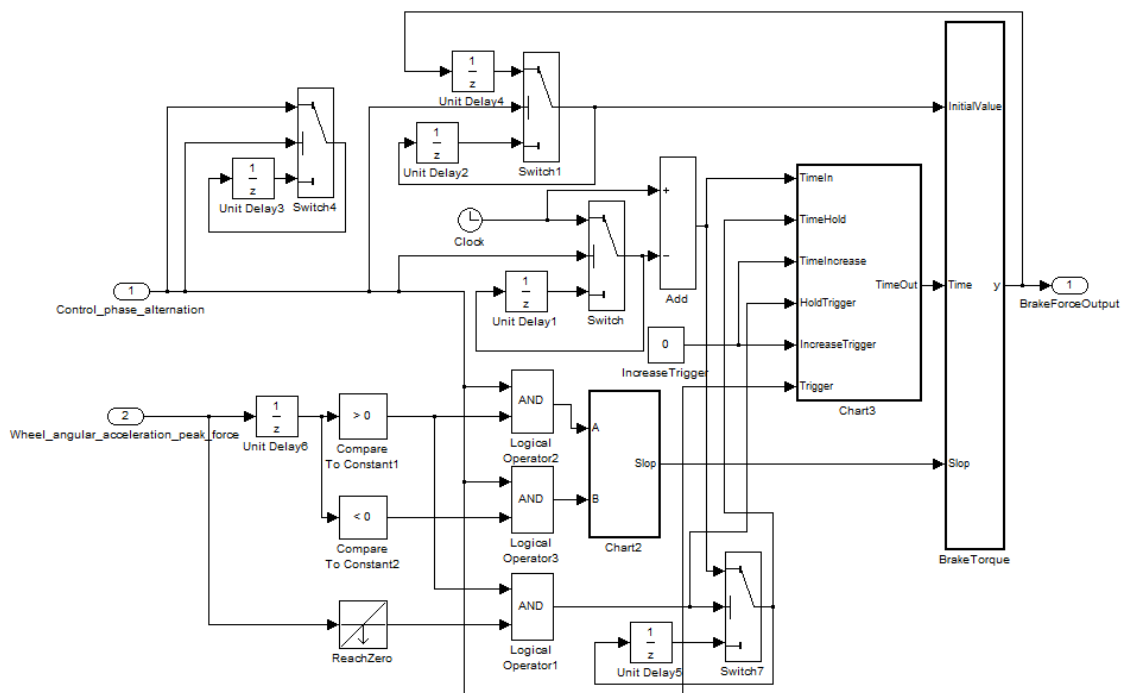 1
z
Unit Delay4
InitialValue
1
z
Unit Delay2
Switch1
1
z
Unit Delay3
Switch4
+
−
Add
Clock
TimeIn
TimeHold
TimeIncrease
HoldTrigger
IncreaseTrigger
Trigger
TimeOut
Chart3
1
Control_phase_alternation
1
z
Unit Delay1
Switch
0
IncreaseTrigger
Time
y
1
BrakeForceOutput
2
Wheel_angular_acceleration_peak_force
1
z
Unit Delay6
> 0
Compare
To Constant1
AND
Logical
Operator2
A
B
Slop
Chart2
Slop
BrakeTorque
< 0
Compare
To Constant2
AND
Logical
Operator3
ReachZero
AND
Logical
Operator1
1
z
Unit Delay5
Switch7